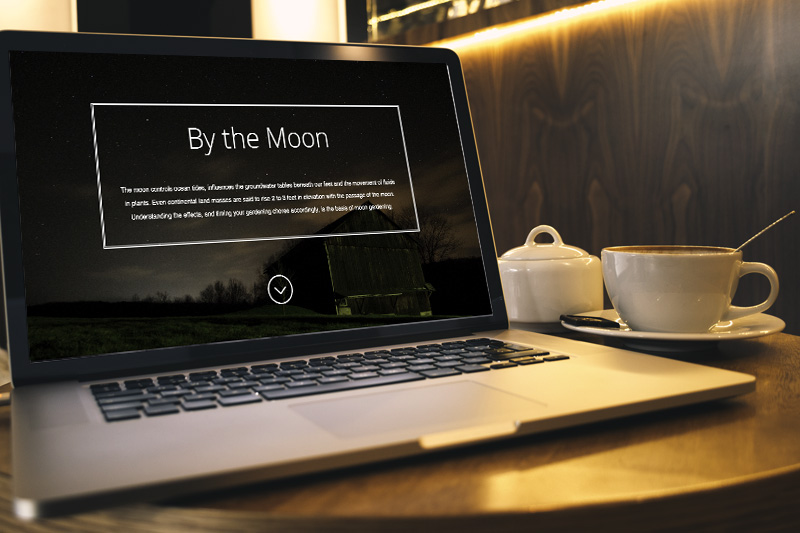 By the Moon
The moon controls ocean tides, influences the groundwater tables beneath our feet and the movement of fluids
in plants. Even continental land masses are said to rise 2 to 3 feet in elevation with the passage of the moon.
Understanding the effects, and timing your gardening chores accordingly, is the basis of moon gardening.